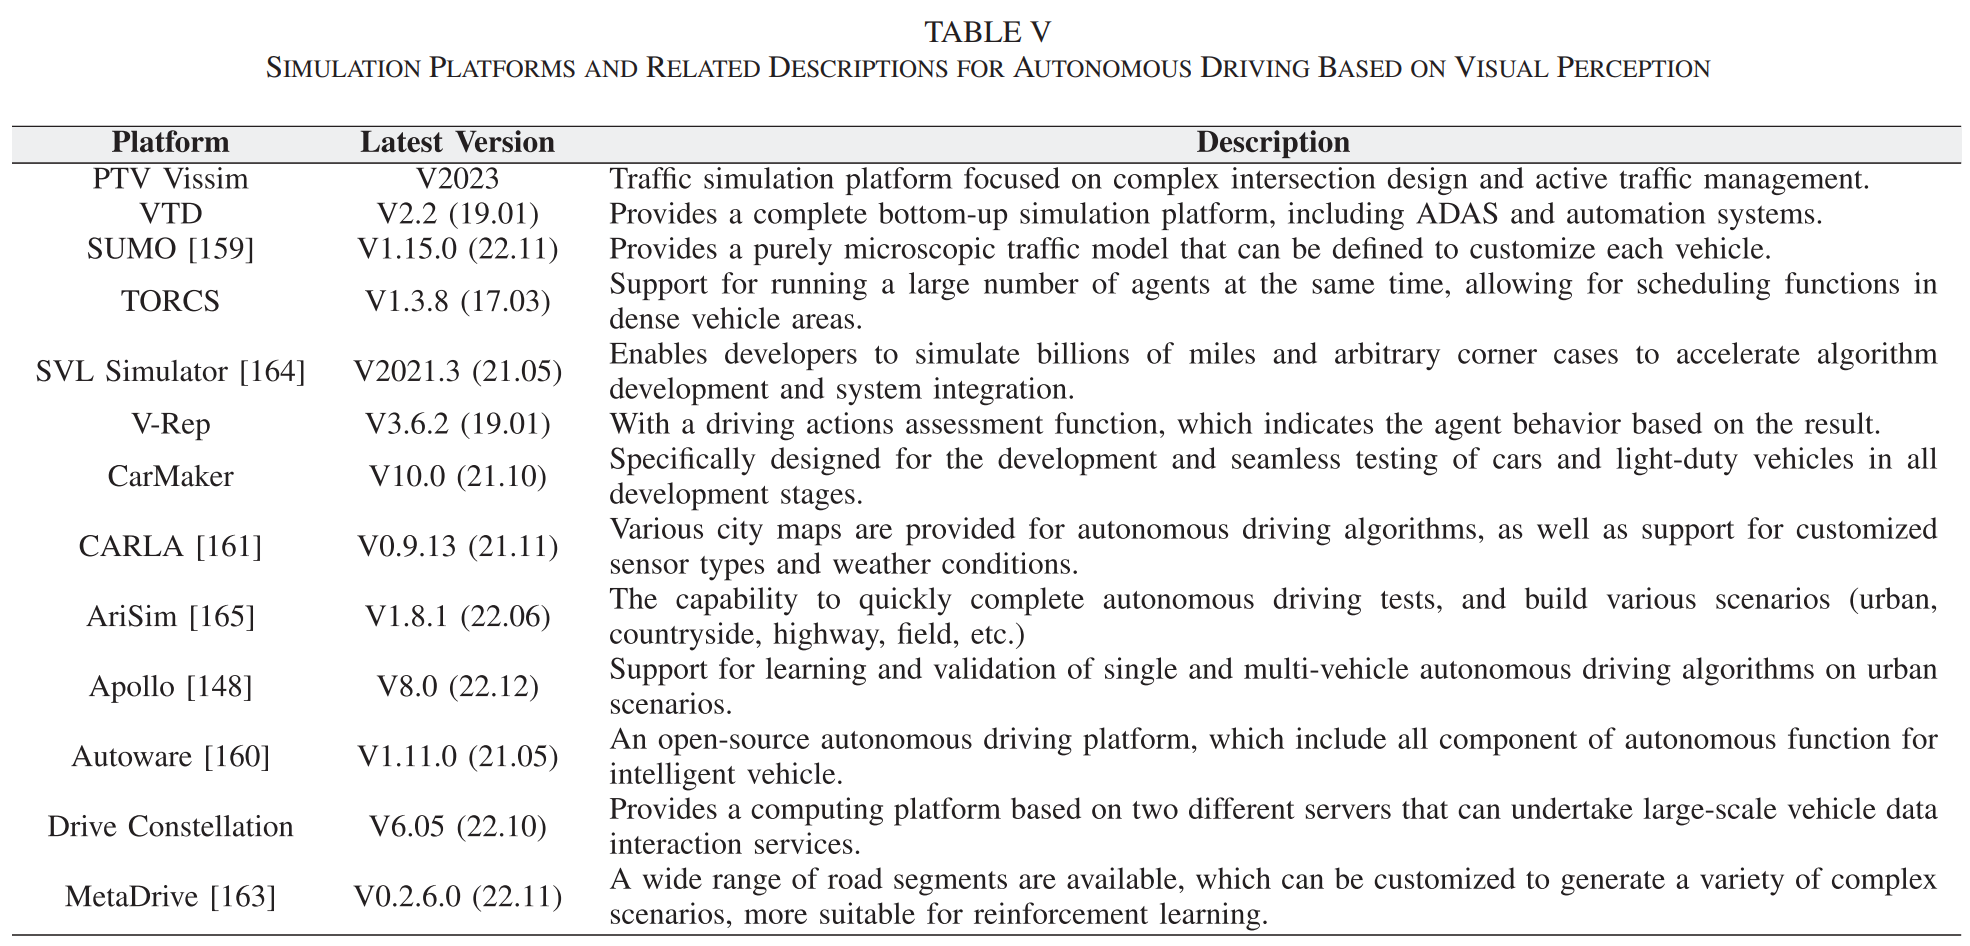 TABLE V
SIMULATION PLATFORMS AND RELATED DESCRIPTIONS FOR AUTONOMOUS DRIVING BASED ON VISUAL PERCEPTION
Platform Latest Version Description
PTV Vissim V2023 Traffic simulation platform focused on complex intersection design and active traffic management.
VTD V2.2 (19.01) Provides a complete bottom-up simulation platform, including ADAS and automation systems.
SUMO [159] V1.15.0 (22.11) Provides a purely microscopic traffic model that can be defined to customize each vehicle.
TORCS V1.3.8 (17.03) Support for running a large number of agents at the same time, allowing for scheduling functions in
dense vehicle areas.
SVL Simulator [164] V2021.3 (21.05) Enables developers to simulate billions of miles and arbitrary corner cases to accelerate algorithm
development and system integration.
V-Rep V3.6.2 (19.01) With a driving actions assessment function, which indicates the agent behavior based on the result.
CarMaker V10.0 (21.10) Specifically designed for the development and seamless testing of cars and light-duty vehicles in all
development stages.
CARLA [161] V0.9.13 (21.11) Various city maps are provided for autonomous driving algorithms, as well as support for customized
sensor types and weather conditions.
AriSim [165] V1.8.1 (22.06) The capability to quickly complete autonomous driving tests, and build various scenarios (urban,
countryside, highway, field, etc.)
Apollo [148] V8.0 (22.12) Support for learning and validation of single and multi-vehicle autonomous driving algorithms on urban
scenarios.
Autoware [160] V1.11.0 (21.05) An open-source autonomous driving platform, which include all component of autonomous function for
intelligent vehicle.
Drive Constellation V6.05 (22.10) Provides a computing platform based on two different servers that can undertake large-scale vehicle data
interaction services.
MetaDrive [163] V0.2.6.0 (22.11) A wide range of road segments are available, which can be customized to generate a variety of complex
scenarios, more suitable for reinforcement learning.